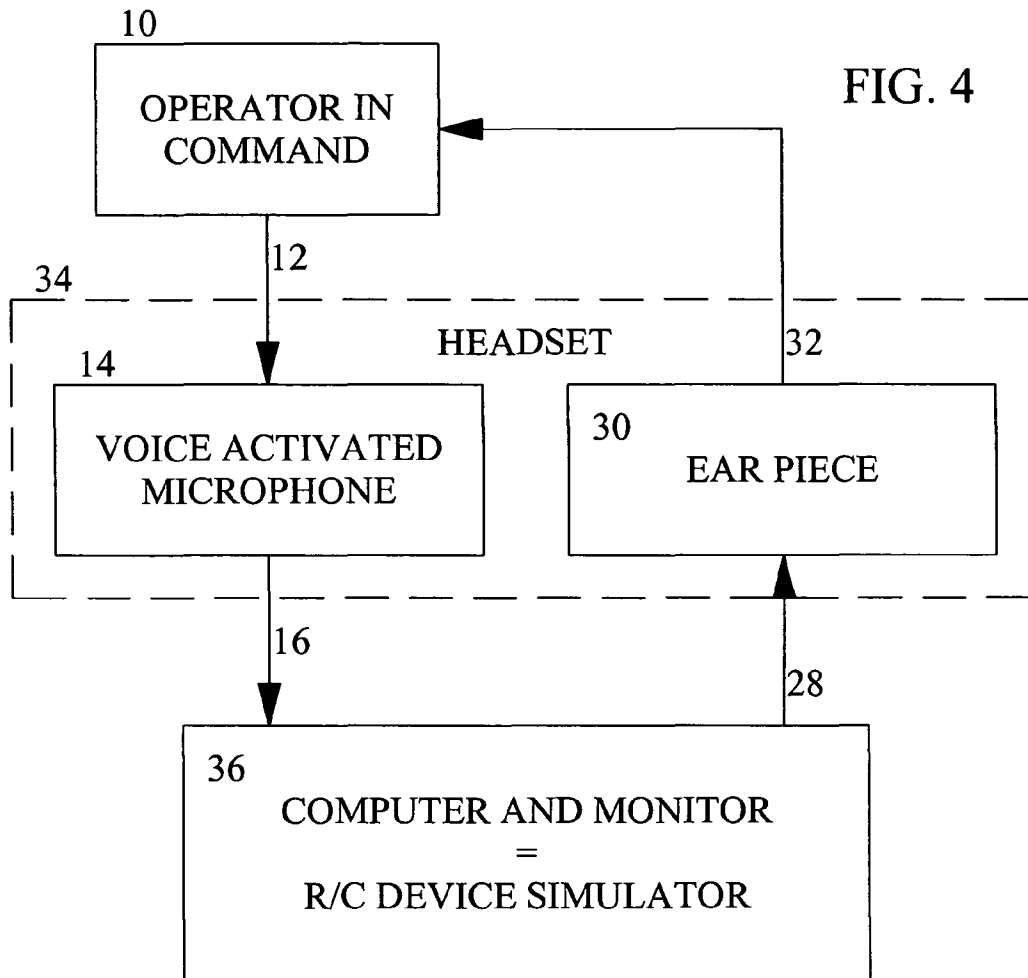 10
FIG. 4
OPERATOR IN
COMMAND
12
34
HEADSET
32
14
VOICE ACTIVATED
MICROPHONE
30
EAR PIECE
16
28
36
COMPUTER AND MONITOR
=
R/C DEVICE SIMULATOR